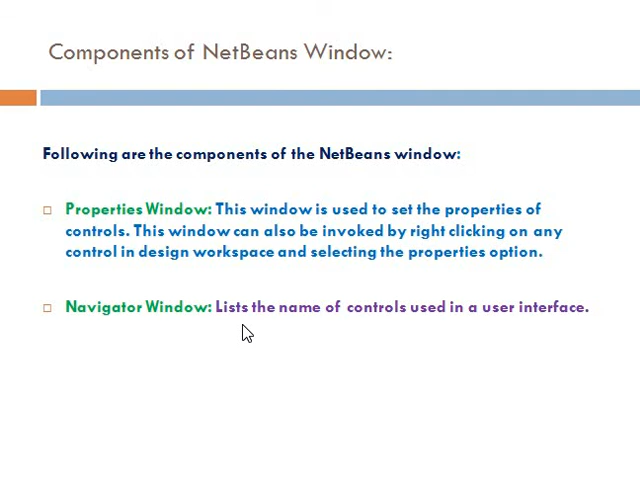 Components of NetBeans Window:
Following are the components of the NetBeans window:
Properties Window: This window is used to set the properties of
controls. This window can also be invoked by right clicking on any
control in design workspace and selecting the properties option.
Navigator Window: Lists the name of controls used in a user interface.